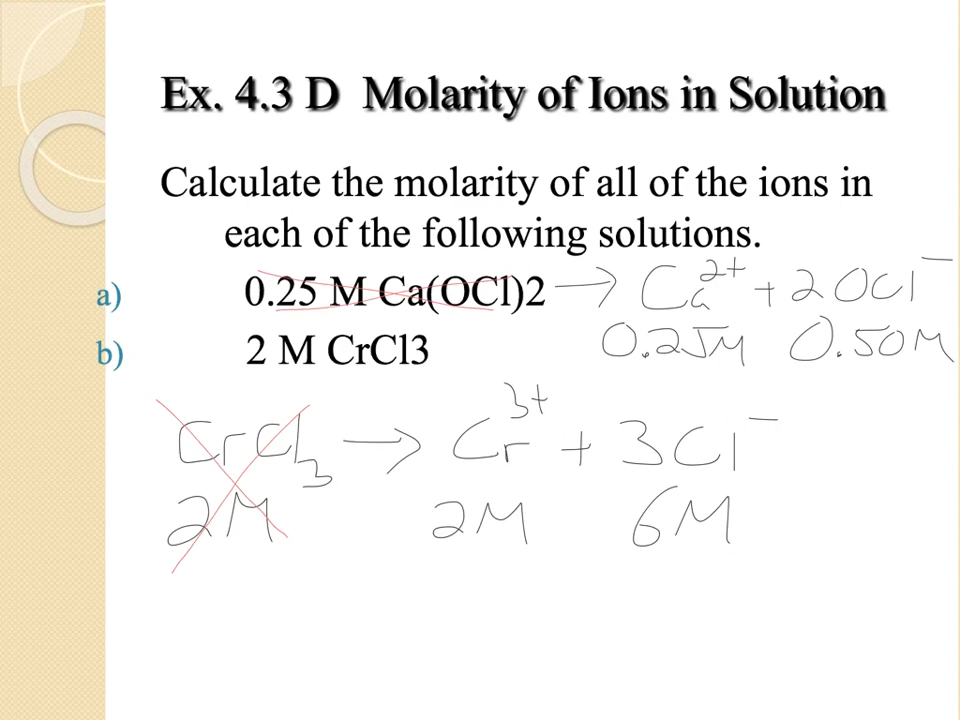 Ex. 4.3 D Molarity of Ions in Solution
Calculate the molarity of all of the ions in
each of the following solutions.
a) 0.25 M Ca(OCl)2 → Ca²⁺ + 2OCl⁻
0.25M 0.50M
b) 2 M CrCl3
CrCl₃ → Cr³⁺ + 3Cl⁻
2M 2M 6M